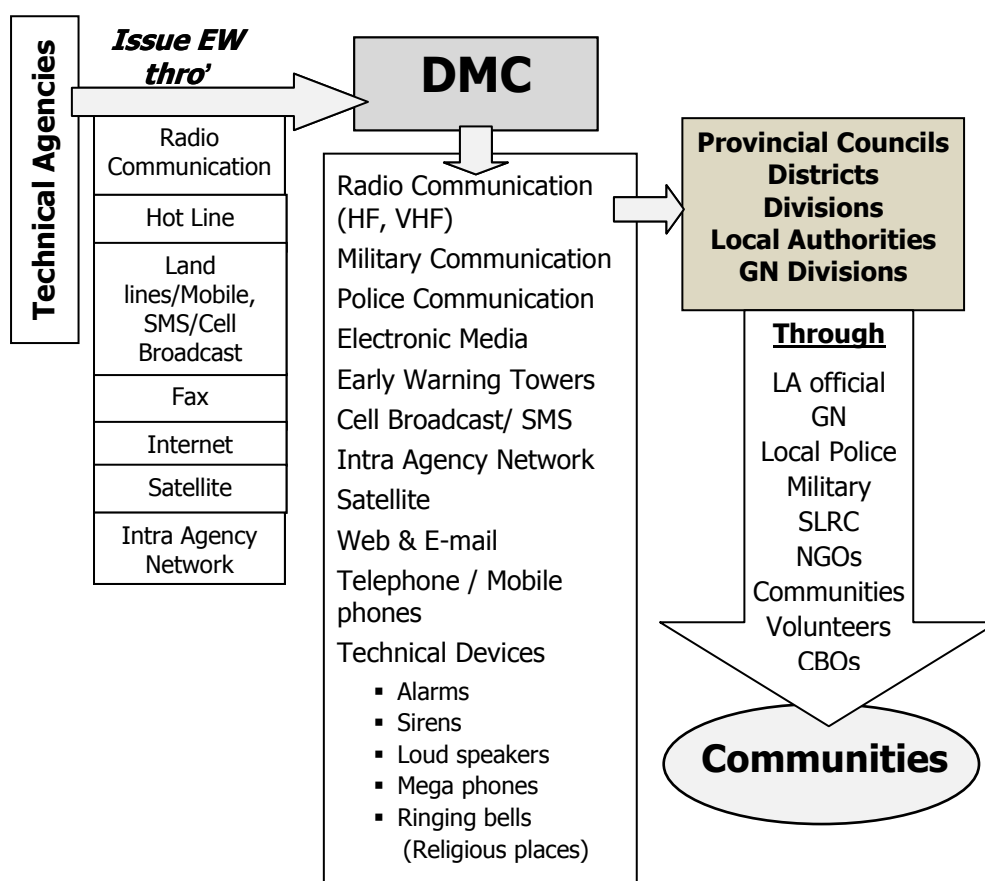 Technical Agencies
Issue EW
thro’
Radio
Communication
Hot Line
Land
lines/Mobile,
SMS/Cell
Broadcast
Fax
Internet
Satellite
Intra Agency
Network
DMC
Radio Communication
(HF, VHF)
Military Communication
Police Communication
Electronic Media
Early Warning Towers
Cell Broadcast/ SMS
Intra Agency Network
Satellite
Web & E-mail
Telephone / Mobile
phones
Technical Devices
▪ Alarms
▪ Sirens
▪ Loud speakers
▪ Mega phones
▪ Ringing bells
(Religious places)
Provincial Councils
Districts
Divisions
Local Authorities
GN Divisions
Through
LA official
GN
Local Police
Military
SLRC
NGOs
Communities
Volunteers
CBOs
Communities